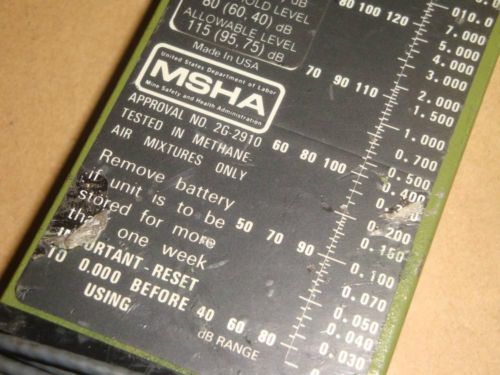 dB
HOLD LEVEL
80 (60, 40) dB
ALLOWABLE LEVEL
115 (95, 75) dB
Made in USA
United States Department of Labor
MSHA
Mine Safety and Health Administration
APPROVAL NO. 2G-2910
TESTED IN METHANE-
AIR MIXTURES ONLY
Remove battery
if unit is to be
stored for more
one week
IMPORTANT-RESET
TO 0.000 BEFORE
USING
80 100 120
70 90 110
60 80 100
50 70 90
40 60 80
dB RANGE
010.0
7.000
5.000
4.000
3.000
2.000
1.500
1.000
0.700
0.500
0.400
0.200
0.150
0.100
0.070
0.050
0.040
0.030